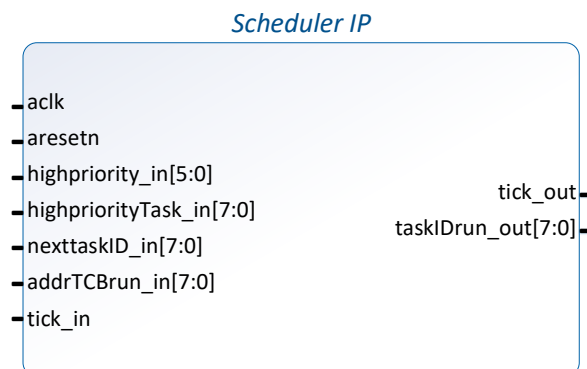 Scheduler IP
aclk
aresetn
highpriority_in[5:0]
highpriorityTask_in[7:0]
nexttaskID_in[7:0]
addrTCBrun_in[7:0]
tick_in
tick_out
taskIDrun_out[7:0]